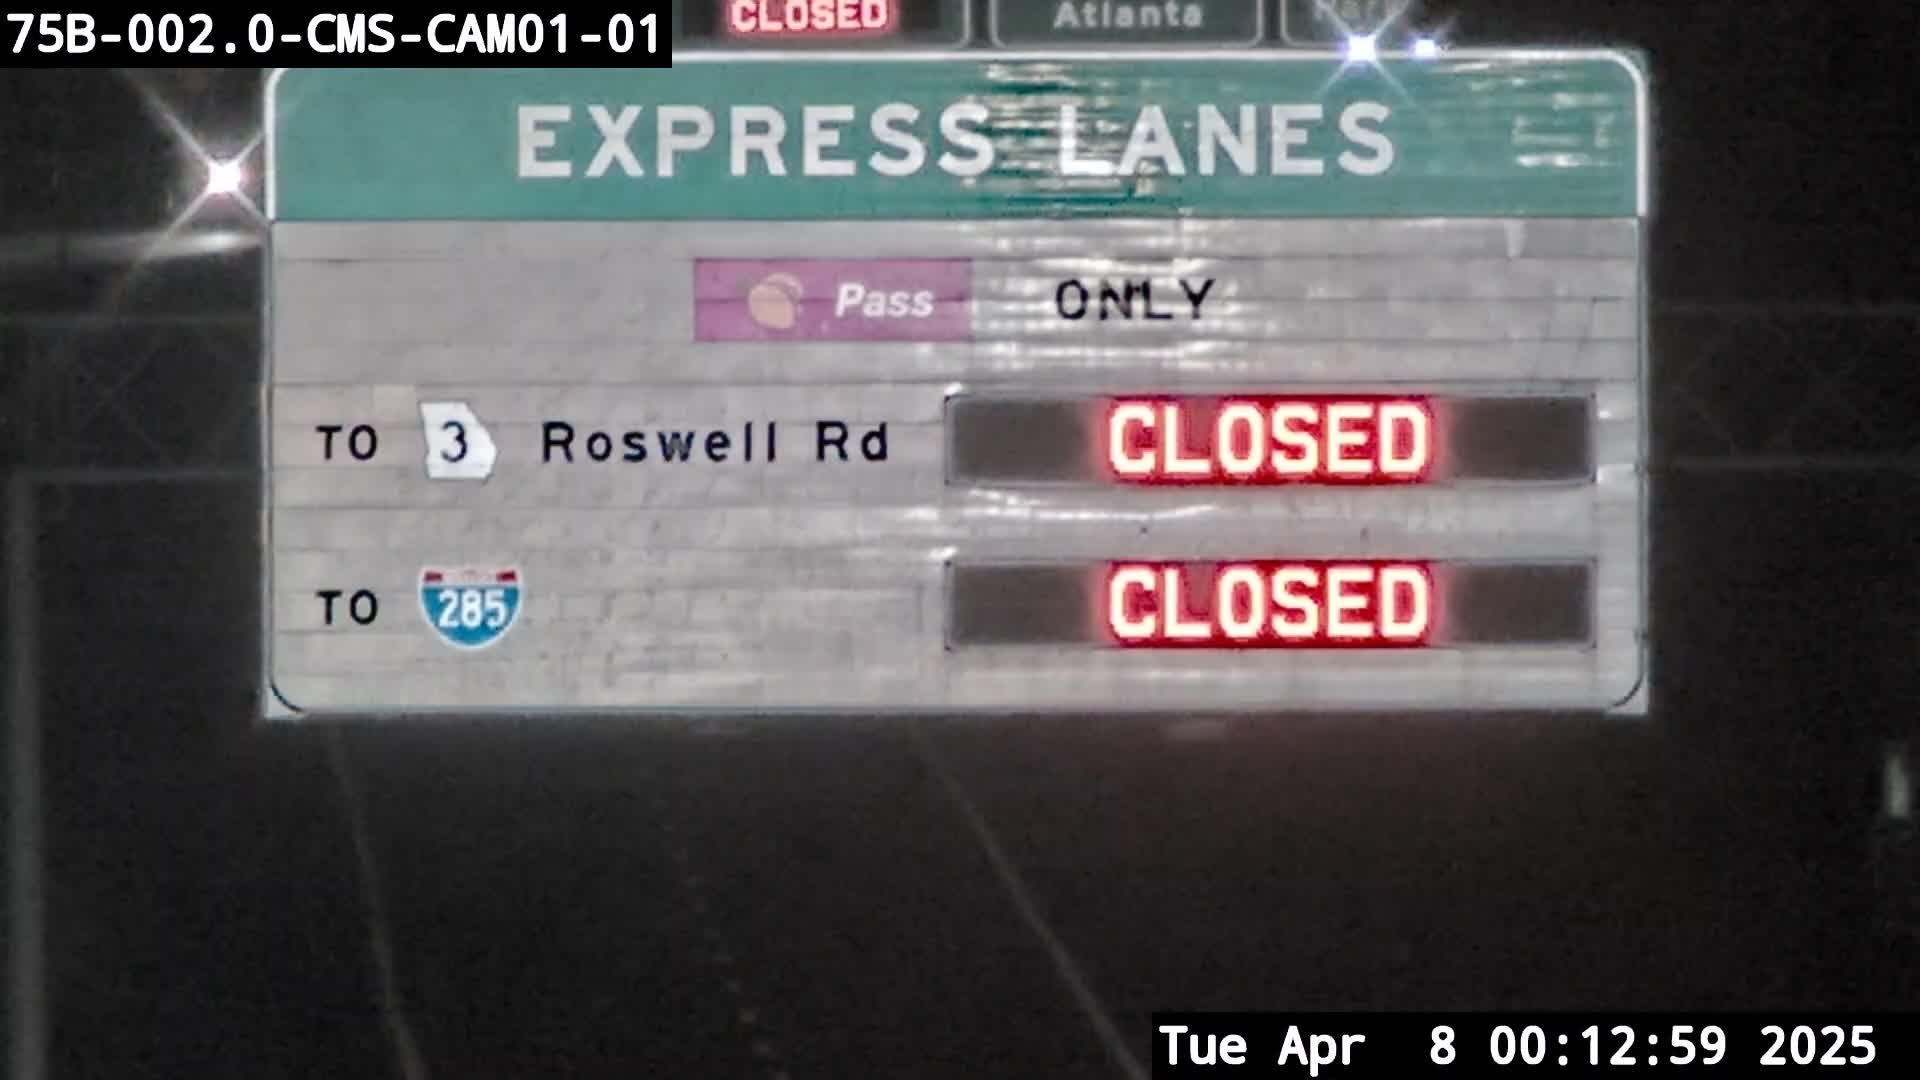 75B-002.0-CMS-CAM01-01
CLOSED
Atlanta
EXPRESS LANES
Pass ONLY
TO 3 Roswell Rd CLOSED
TO 285 CLOSED
Tue Apr 8 00:12:59 2025